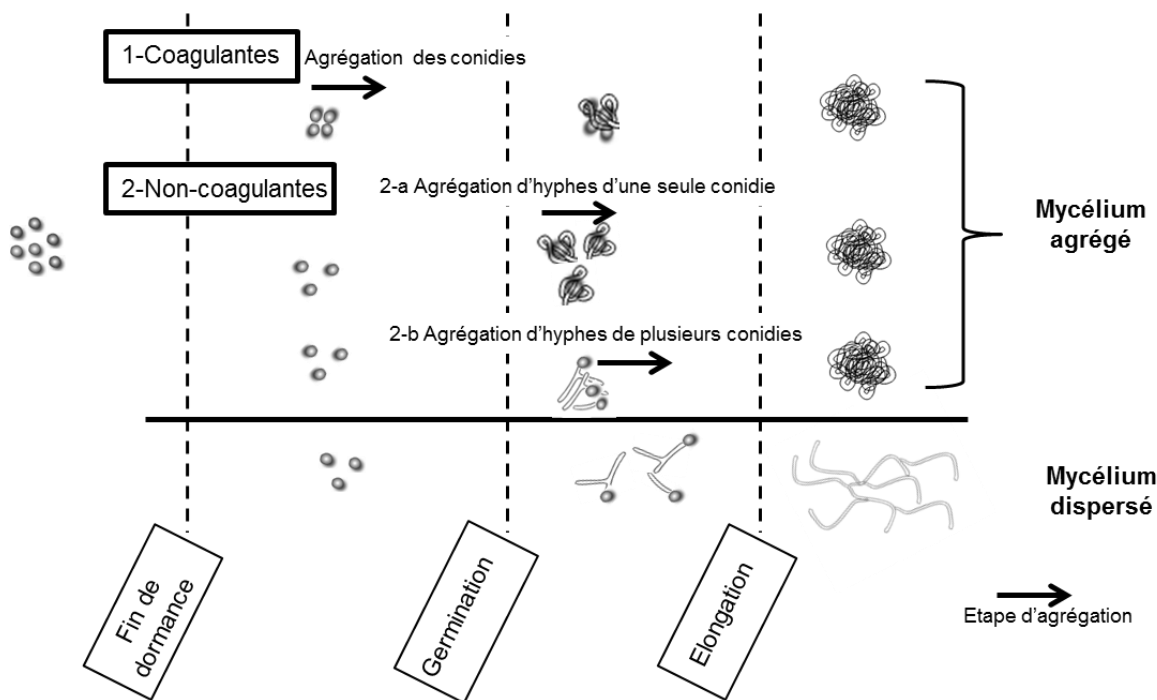 1-Coagulantes
Agrégation des conidies
2-Non-coagulantes
2-a Agrégation d’hyphes d’une seule conidie
Mycélium
agrégé
2-b Agrégation d’hyphes de plusieurs conidies
Mycélium
dispersé
Fin de
dormance
Germination
Elongation
Etape d’agrégation